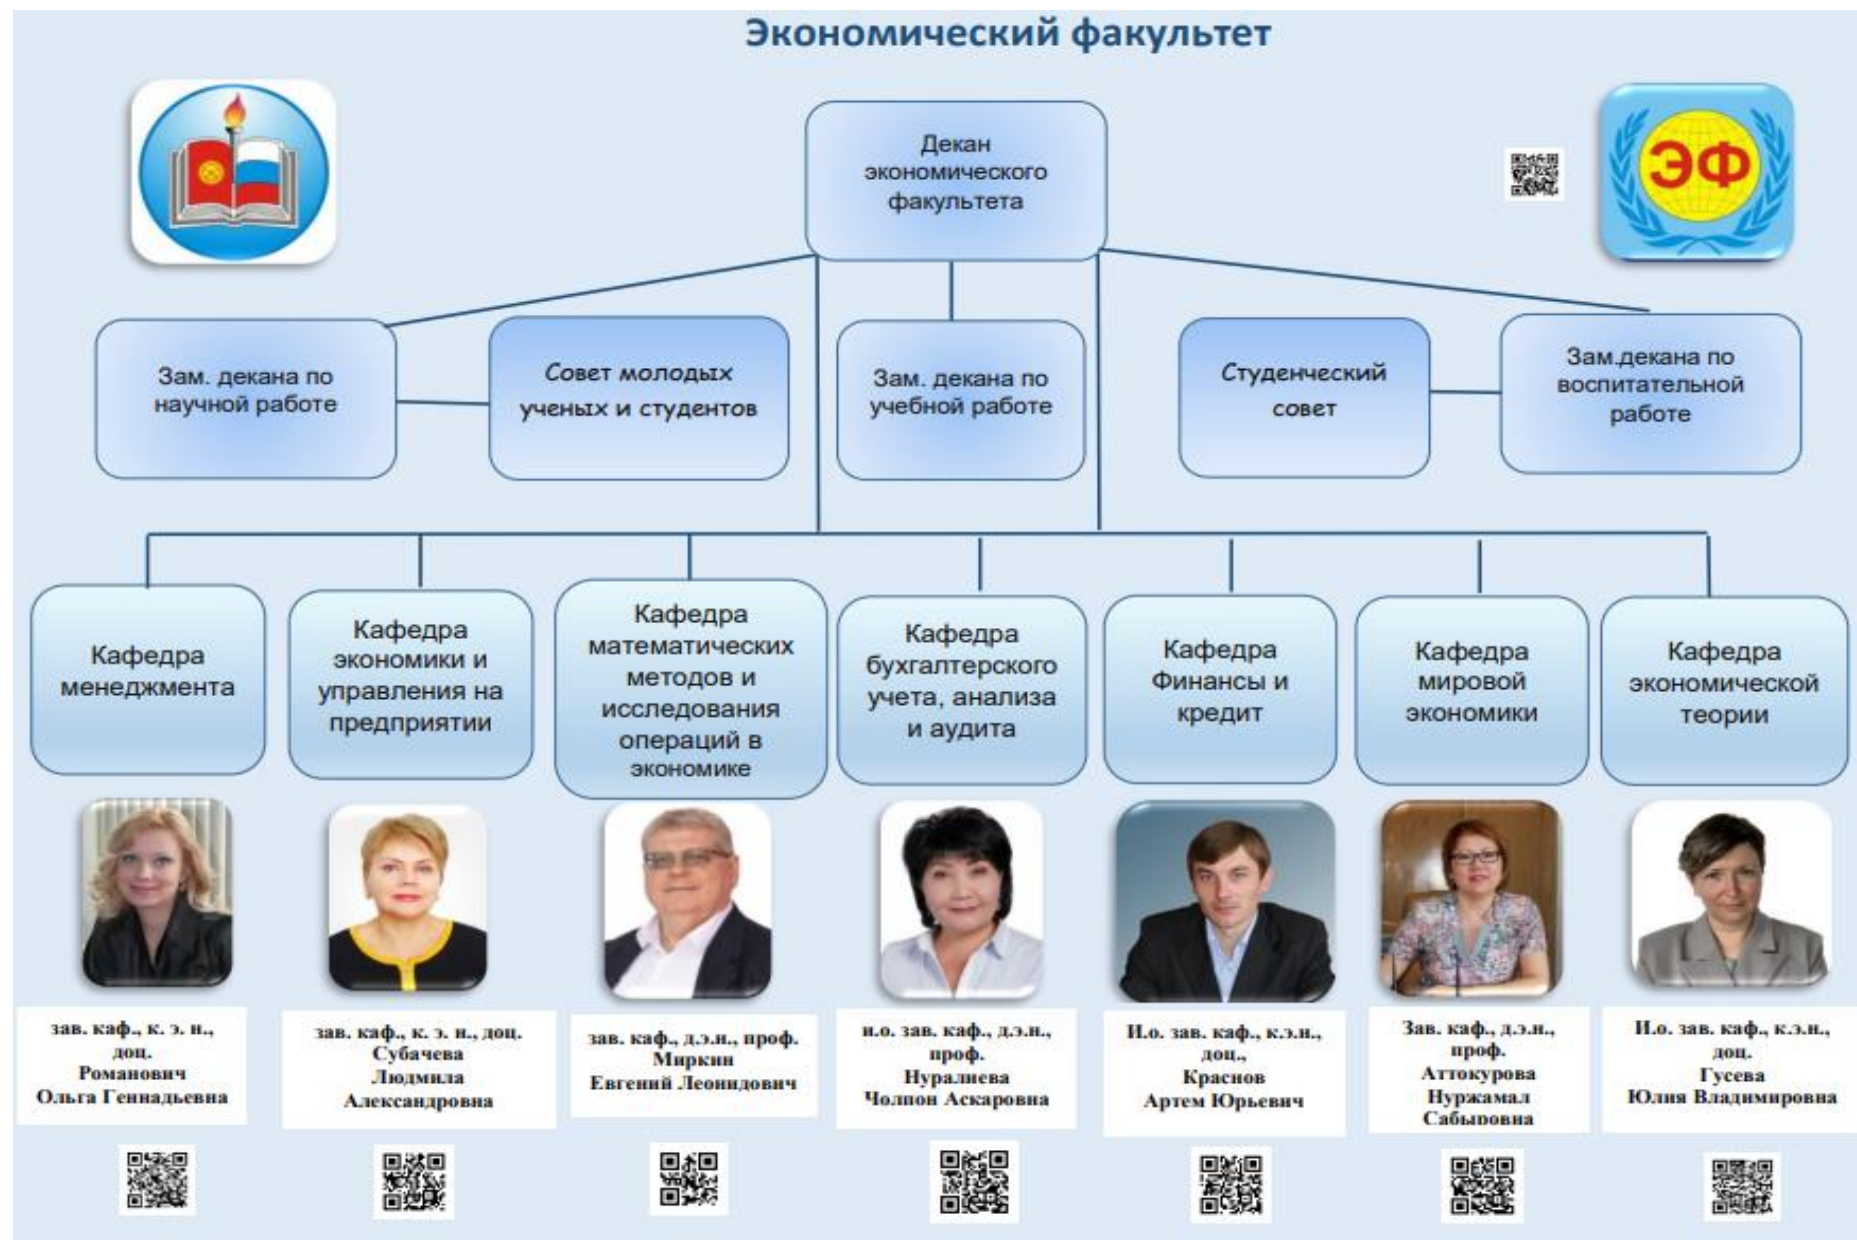 Экономический факультет
Декан
экономического
факультета
ЭФ
Зам. декана по
научной работе
Совет молодых
ученых и студентов
Зам. декана по
учебной работе
Студенческий
совет
Зам.декана по
воспитательной
работе
Кафедра
менеджмента
Кафедра
экономики и
управления на
предприятии
Кафедра
математических
методов и
исследования
операций в
экономике
Кафедра
бухгалтерского
учета, анализа
и аудита
Кафедра
Финансы и
кредит
Кафедра
мировой
экономики
Кафедра
экономической
теории
зав. каф., к. э. н.,
доц.
Романович
Ольга Геннадьевна
зав. каф., к. э. н., доц.
Субачева
Людмила
Александровна
зав. каф., д.э.н., проф.
Миркин
Евгений Леонидович
и.о. зав. каф., д.э.н.,
проф.
Нуралиева
Чолпон Аскаровна
И.о. зав. каф., к.э.н.,
доц.,
Краснов
Артем Юрьевич
Зав. каф., д.э.н.,
проф.
Аттокурова
Нуржамал
Сабыровна
И.о. зав. каф., к.э.н.,
доц.
Гусева
Юлия Владимировна